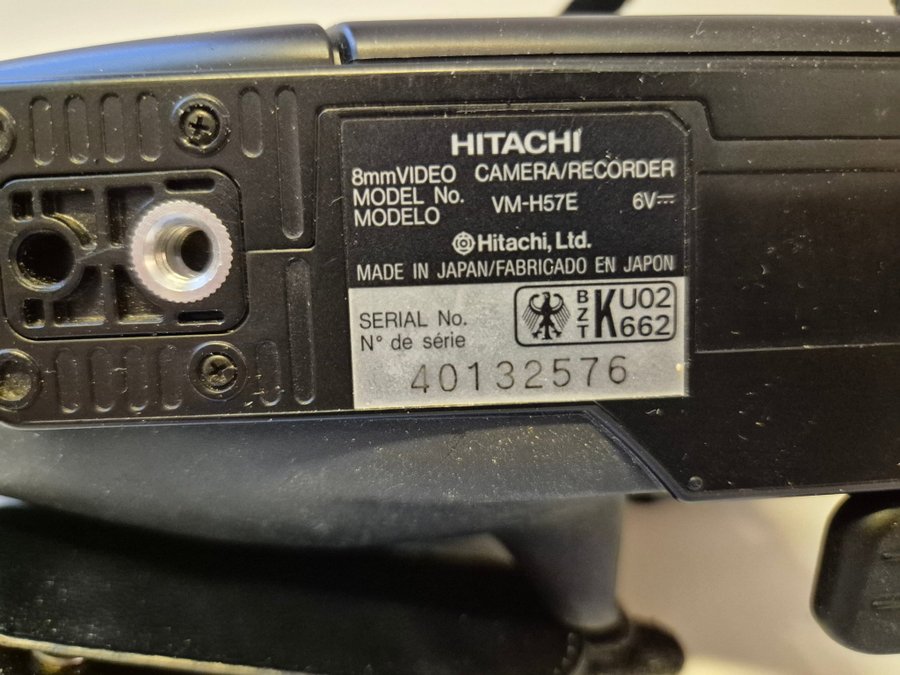 HITACHI
8mmVIDEO CAMERA/RECORDER
MODEL No. VM-H57E 6V
MODELO
Hitachi, Ltd.
MADE IN JAPAN/FABRICADO EN JAPON
SERIAL No.
N° de série
BZT K U02 662
40132576